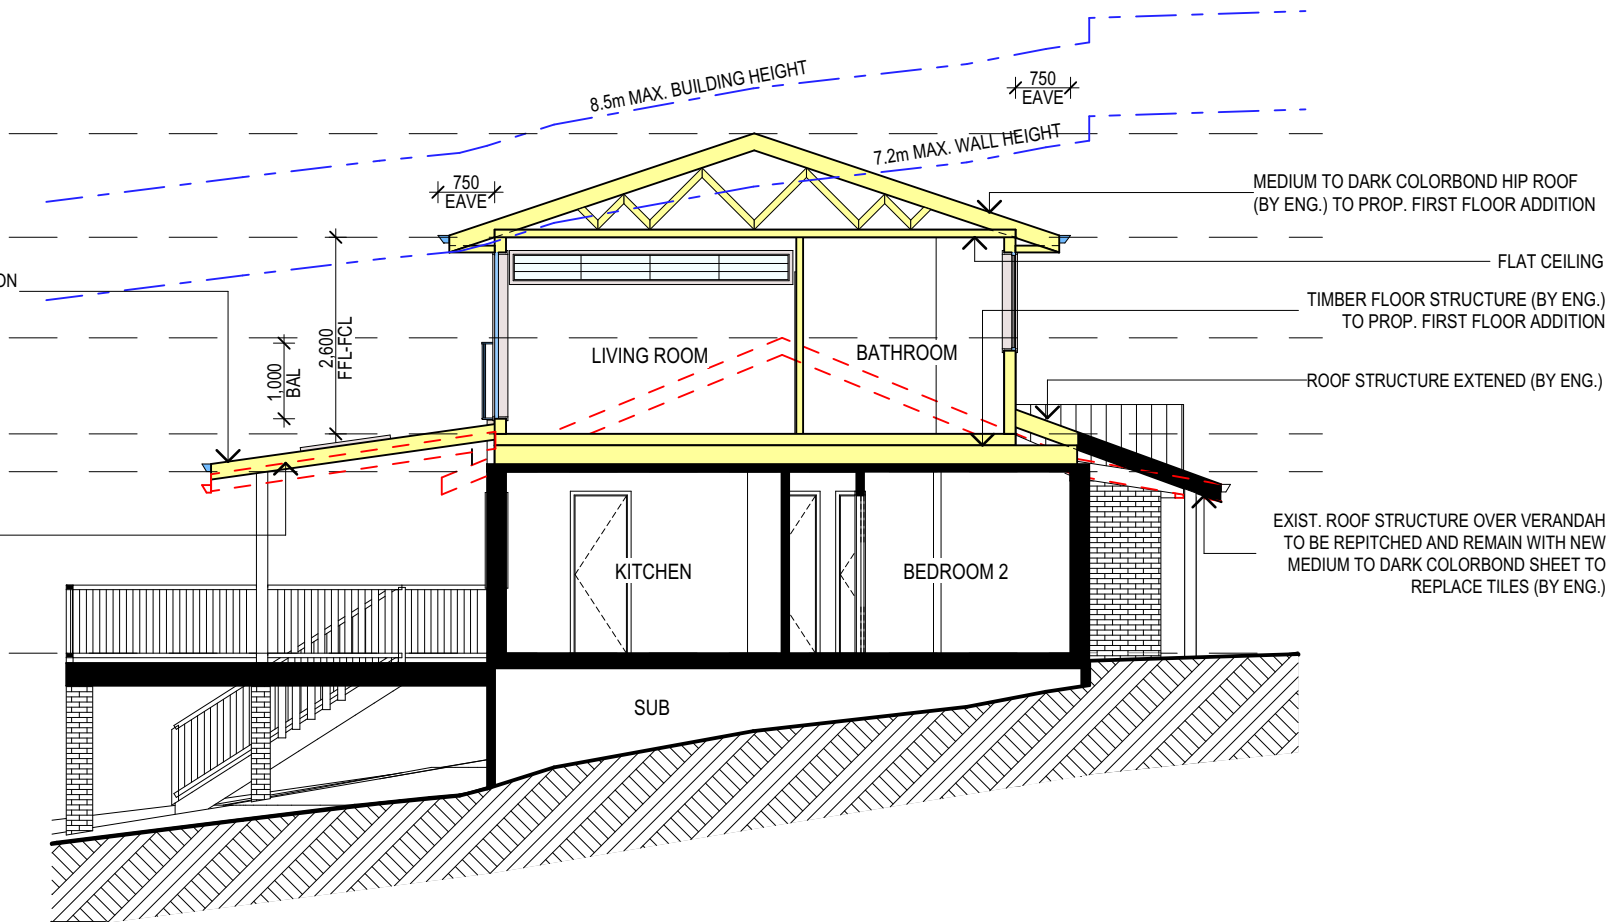 8.5m MAX. BUILDING HEIGHT
750
EAVE
7.2m MAX. WALL HEIGHT
750
EAVE
MEDIUM TO DARK COLORBOND HIP ROOF
(BY ENG.) TO PROP. FIRST FLOOR ADDITION
FLAT CEILING
ON
TIMBER FLOOR STRUCTURE (BY ENG.)
TO PROP. FIRST FLOOR ADDITION
2,600
FFL-FCL
1,000
BAL
LIVING ROOM
BATHROOM
ROOF STRUCTURE EXTENED (BY ENG.)
EXIST. ROOF STRUCTURE OVER VERANDAH
TO BE REPITCHED AND REMAIN WITH NEW
MEDIUM TO DARK COLORBOND SHEET TO
REPLACE TILES (BY ENG.)
KITCHEN
BEDROOM 2
SUB